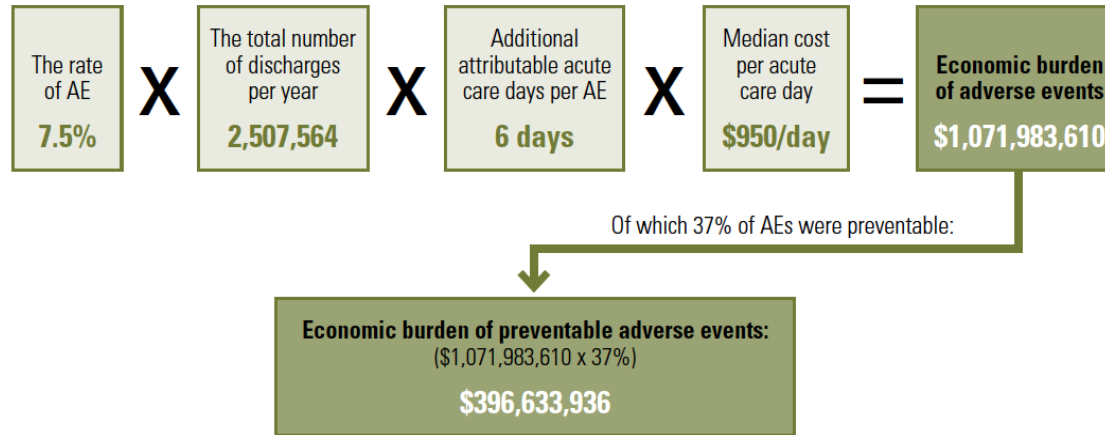 The rate
of AE
7.5%
X
The total number
of discharges
per year
2,507,564
X
Additional
attributable acute
care days per AE
6 days
X
Median cost
per acute
care day
$950/day
=
Economic burden
of adverse events
$1,071,983,610
Of which 37% of AEs were preventable:
Economic burden of preventable adverse events:
($1,071,983,610 x 37%)
$396,633,936